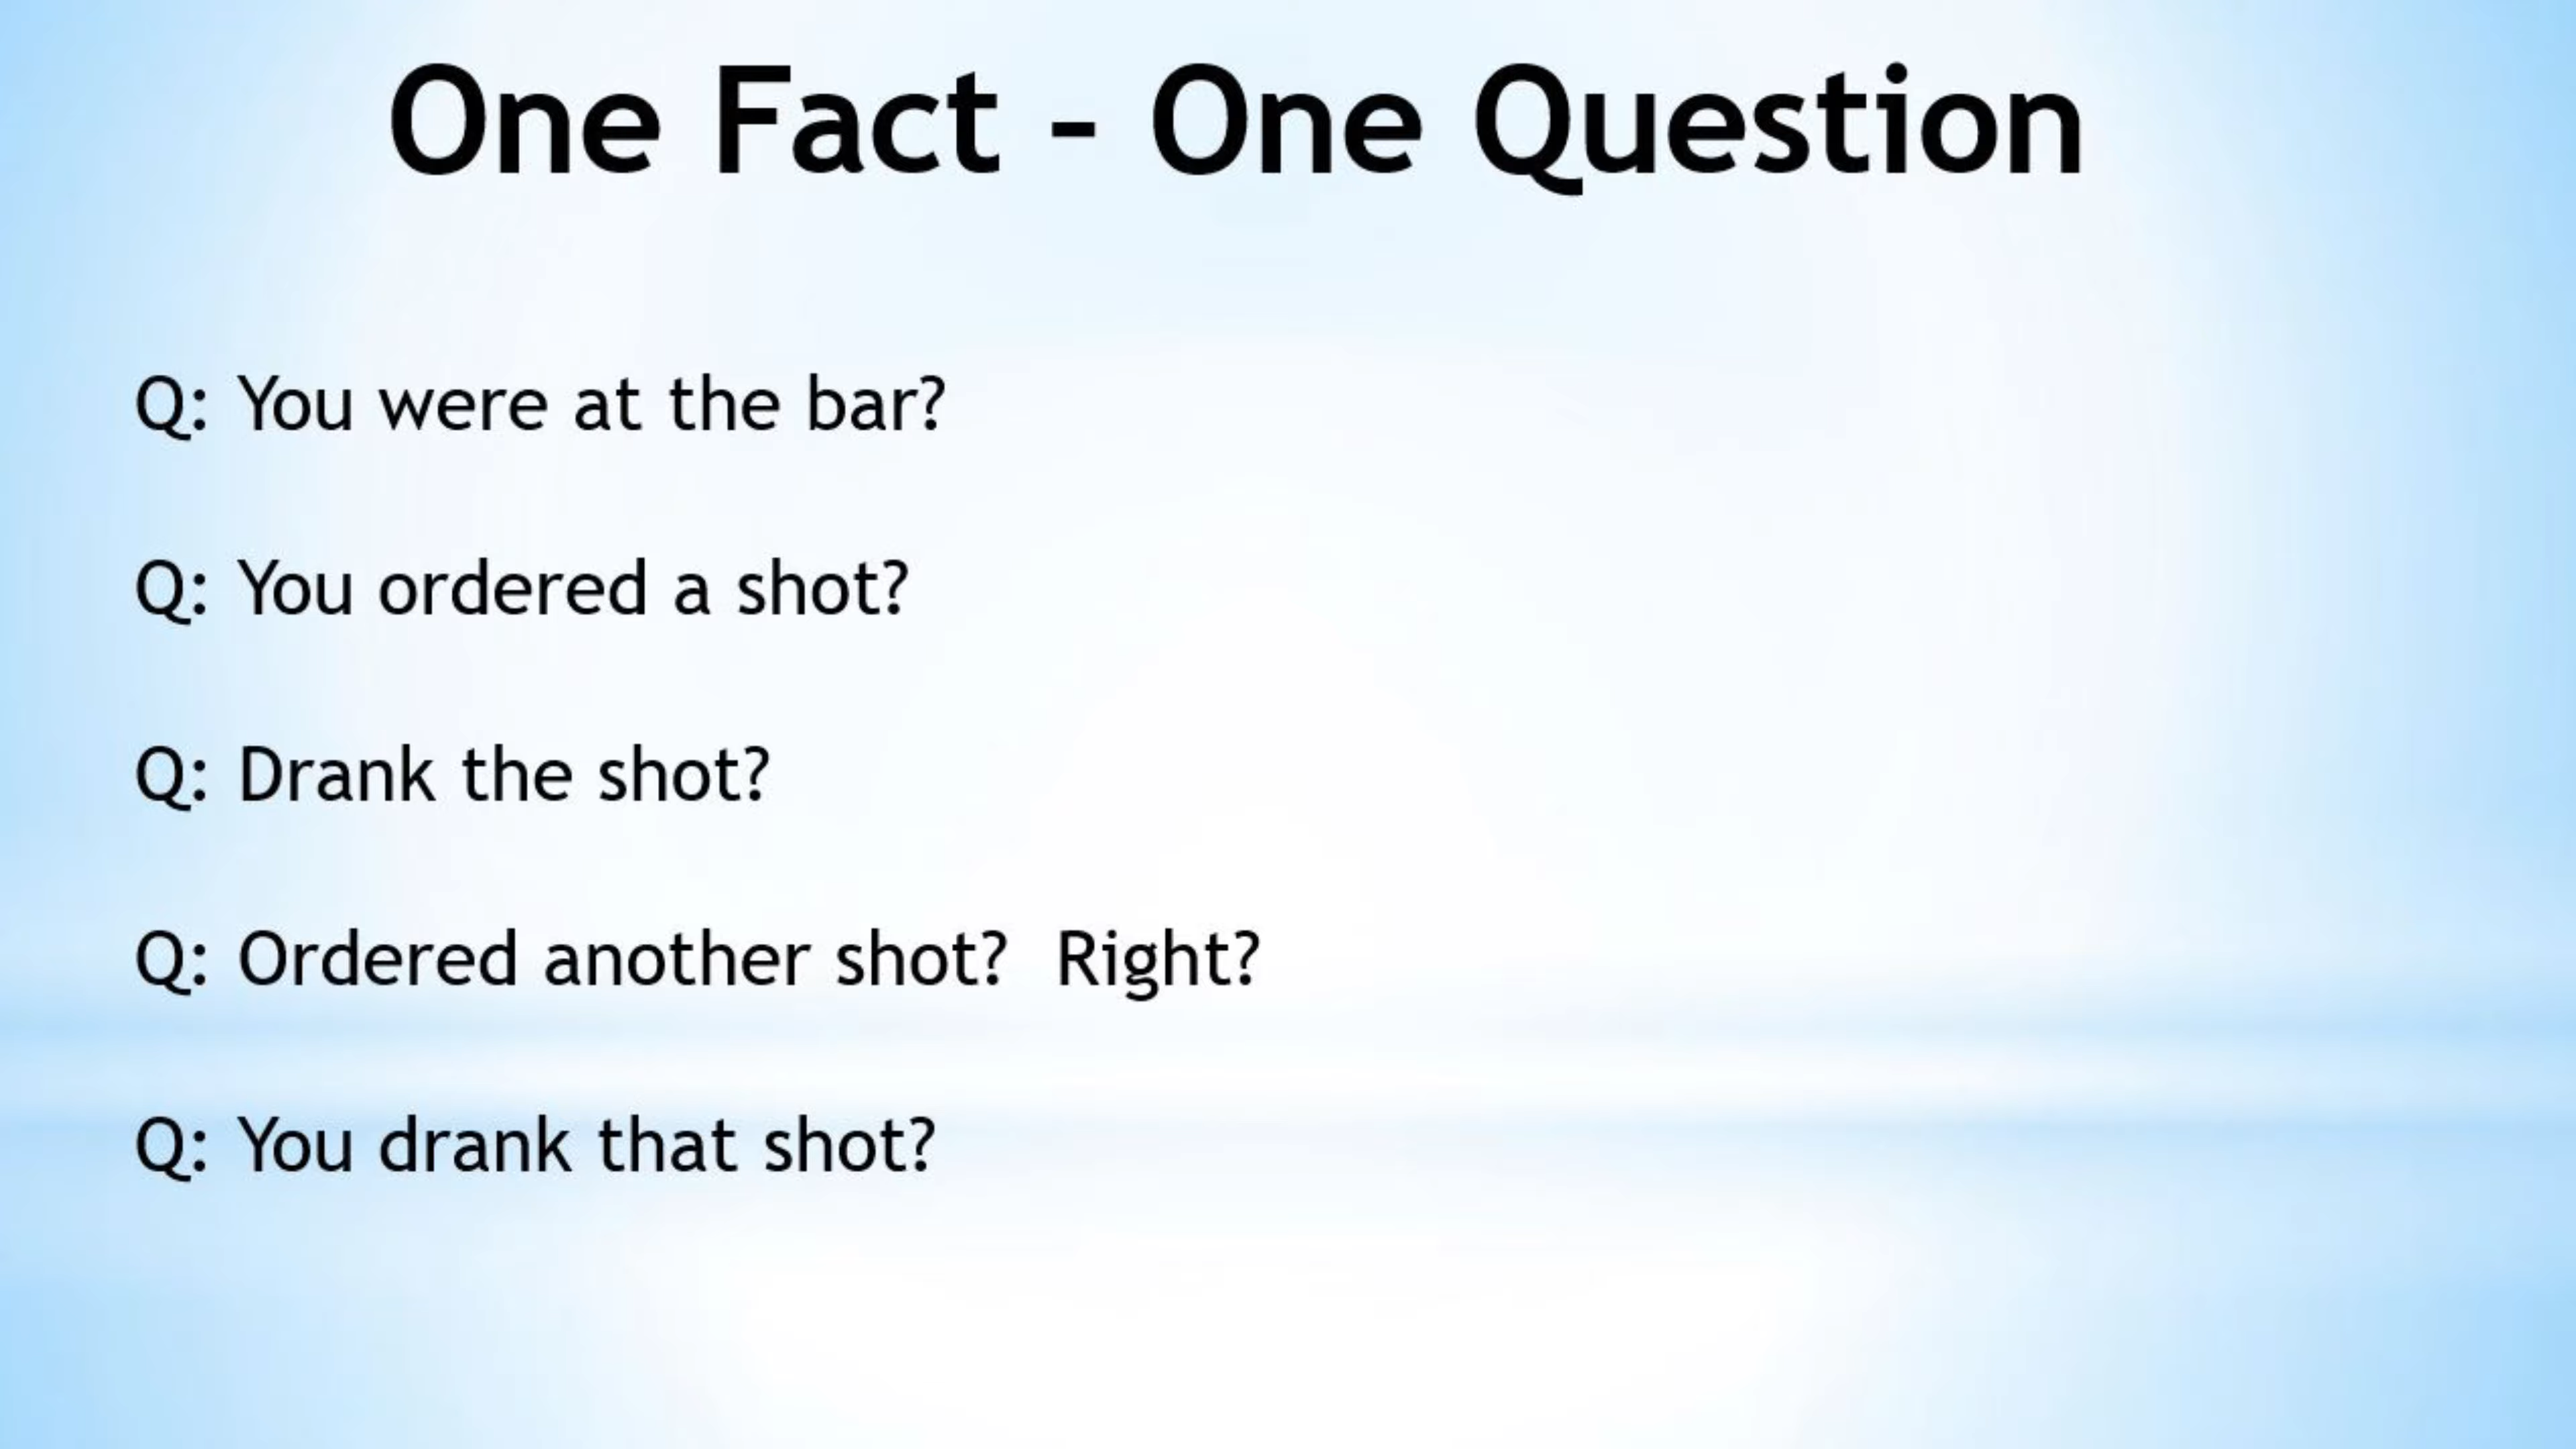 One Fact - One Question
Q: You were at the bar?
Q: You ordered a shot?
Q: Drank the shot?
Q: Ordered another shot?  Right?
Q: You drank that shot?